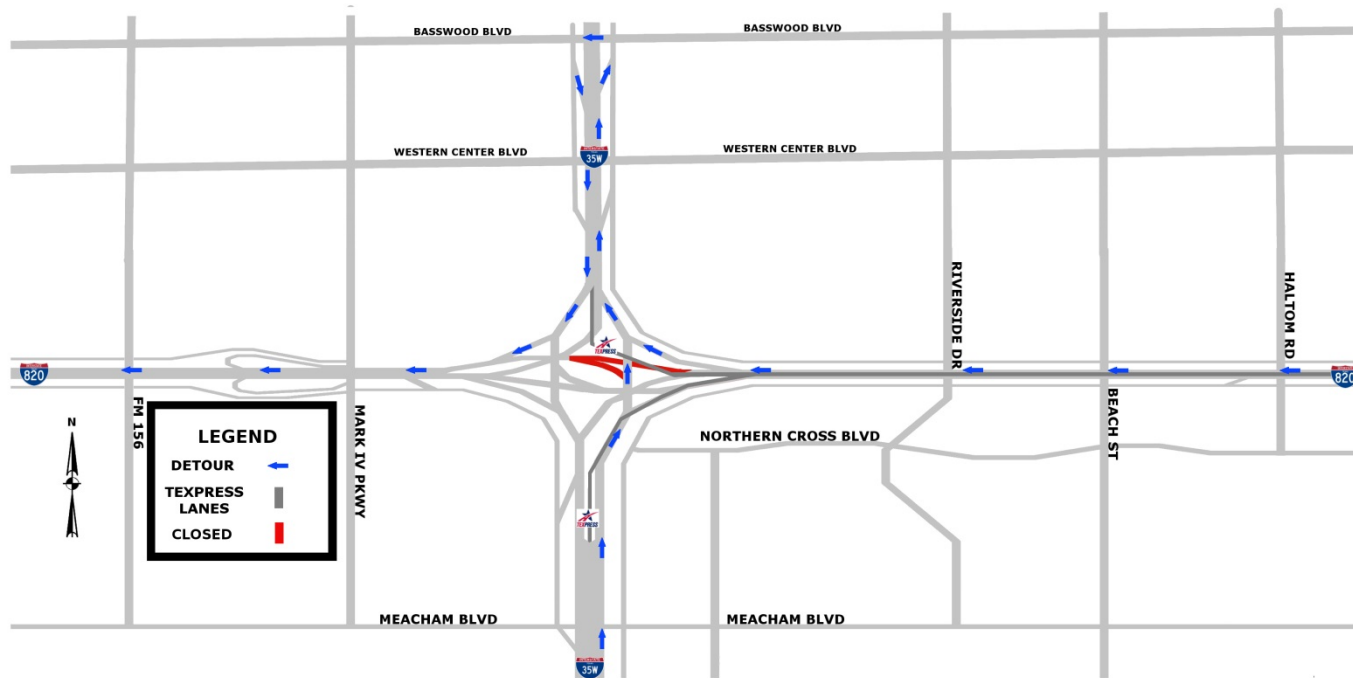 BASSWOOD BLVD
BASSWOOD BLVD
WESTERN CENTER BLVD
35W
WESTERN CENTER BLVD
RIVERSIDE DR
HALTOM RD
TEXPRESS
820
820
FM 156
MARK IV PKWY
BEACH ST
N
LEGEND
DETOUR
TEXPRESS
LANES
CLOSED
NORTHERN CROSS BLVD
TEXPRESS
MEACHAM BLVD
MEACHAM BLVD
35W